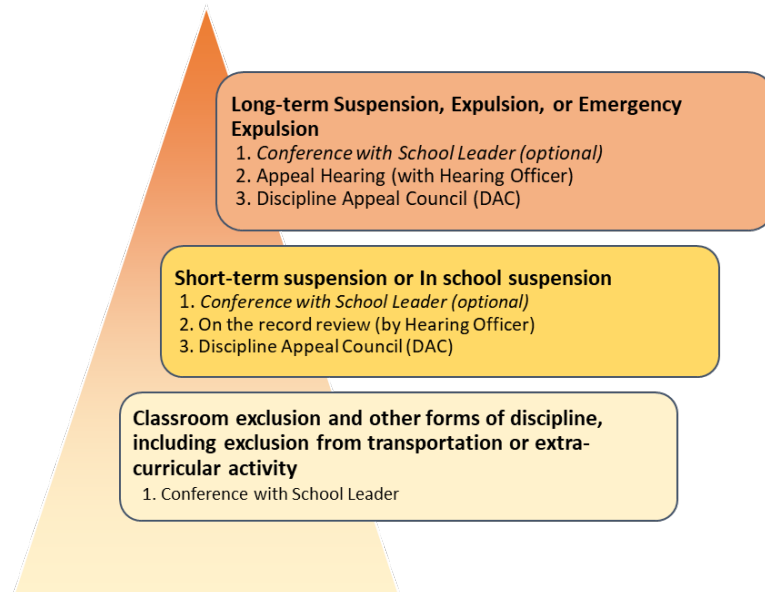 Long-term Suspension, Expulsion, or Emergency
Expulsion
1. Conference with School Leader (optional)
2. Appeal Hearing (with Hearing Officer)
3. Discipline Appeal Council (DAC)
Short-term suspension or In school suspension
1. Conference with School Leader (optional)
2. On the record review (by Hearing Officer)
3. Discipline Appeal Council (DAC)
Classroom exclusion and other forms of discipline,
including exclusion from transportation or extra-
curricular activity
1. Conference with School Leader